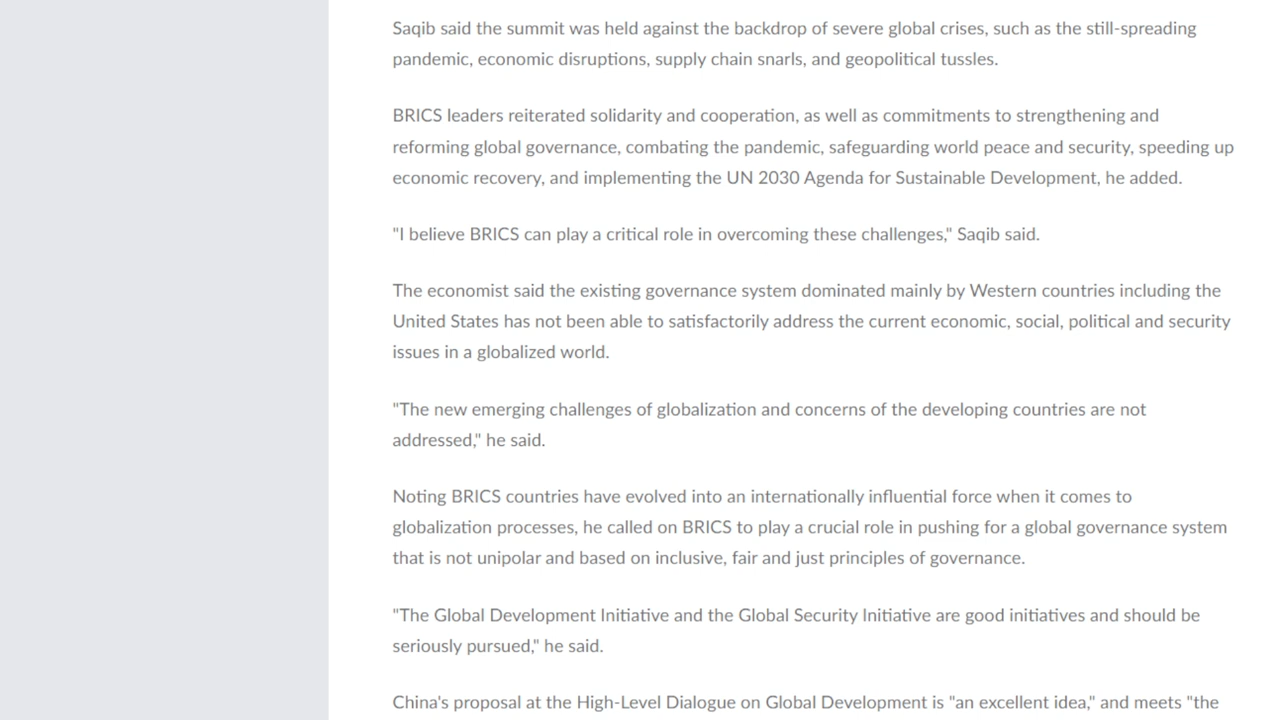 Saqib said the summit was held against the backdrop of severe global crises, such as the still-spreading
pandemic, economic disruptions, supply chain snarls, and geopolitical tussles.
BRICS leaders reiterated solidarity and cooperation, as well as commitments to strengthening and
reforming global governance, combating the pandemic, safeguarding world peace and security, speeding up
economic recovery, and implementing the UN 2030 Agenda for Sustainable Development, he added.
"I believe BRICS can play a critical role in overcoming these challenges," Saqib said.
The economist said the existing governance system dominated mainly by Western countries including the
United States has not been able to satisfactorily address the current economic, social, political and security
issues in a globalized world.
"The new emerging challenges of globalization and concerns of the developing countries are not
addressed," he said.
Noting BRICS countries have evolved into an internationally influential force when it comes to
globalization processes, he called on BRICS to play a crucial role in pushing for a global governance system
that is not unipolar and based on inclusive, fair and just principles of governance.
"The Global Development Initiative and the Global Security Initiative are good initiatives and should be
seriously pursued," he said.
China's proposal at the High-Level Dialogue on Global Development is "an excellent idea," and meets "the